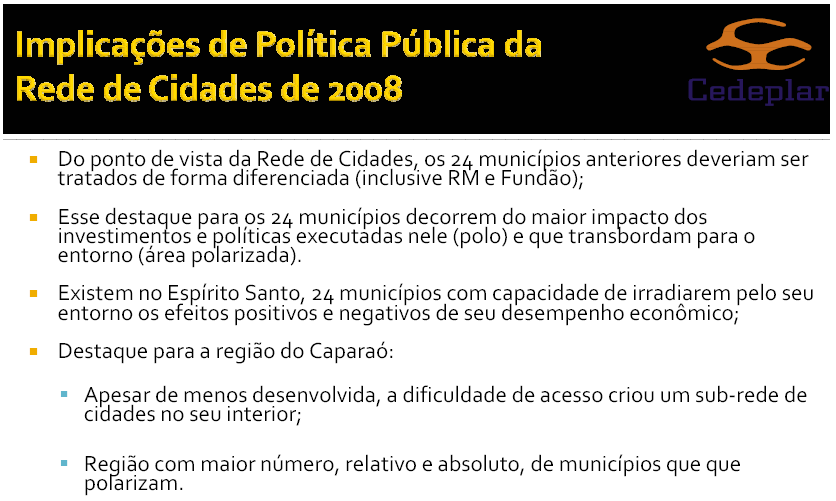 Implicações de Política Pública da
Rede de Cidades de 2008
Cedeplar
Do ponto de vista da Rede de Cidades, os 24 municípios anteriores deveriam ser
tratados de forma diferenciada (inclusive RM e Fundão);
Esse destaque para os 24 municípios decorrem do maior impacto dos
investimentos e políticas executadas nele (polo) e que transbordam para o
entorno (área polarizada).
Existem no Espírito Santo, 24 municípios com capacidade de irradiarem pelo seu
entorno os efeitos positivos e negativos de seu desempenho econômico;
Destaque para a região do Caparaó:
Apesar de menos desenvolvida, a dificuldade de acesso criou um sub-rede de
cidades no seu interior;
Região com maior número, relativo e absoluto, de municípios que que
polarizam.